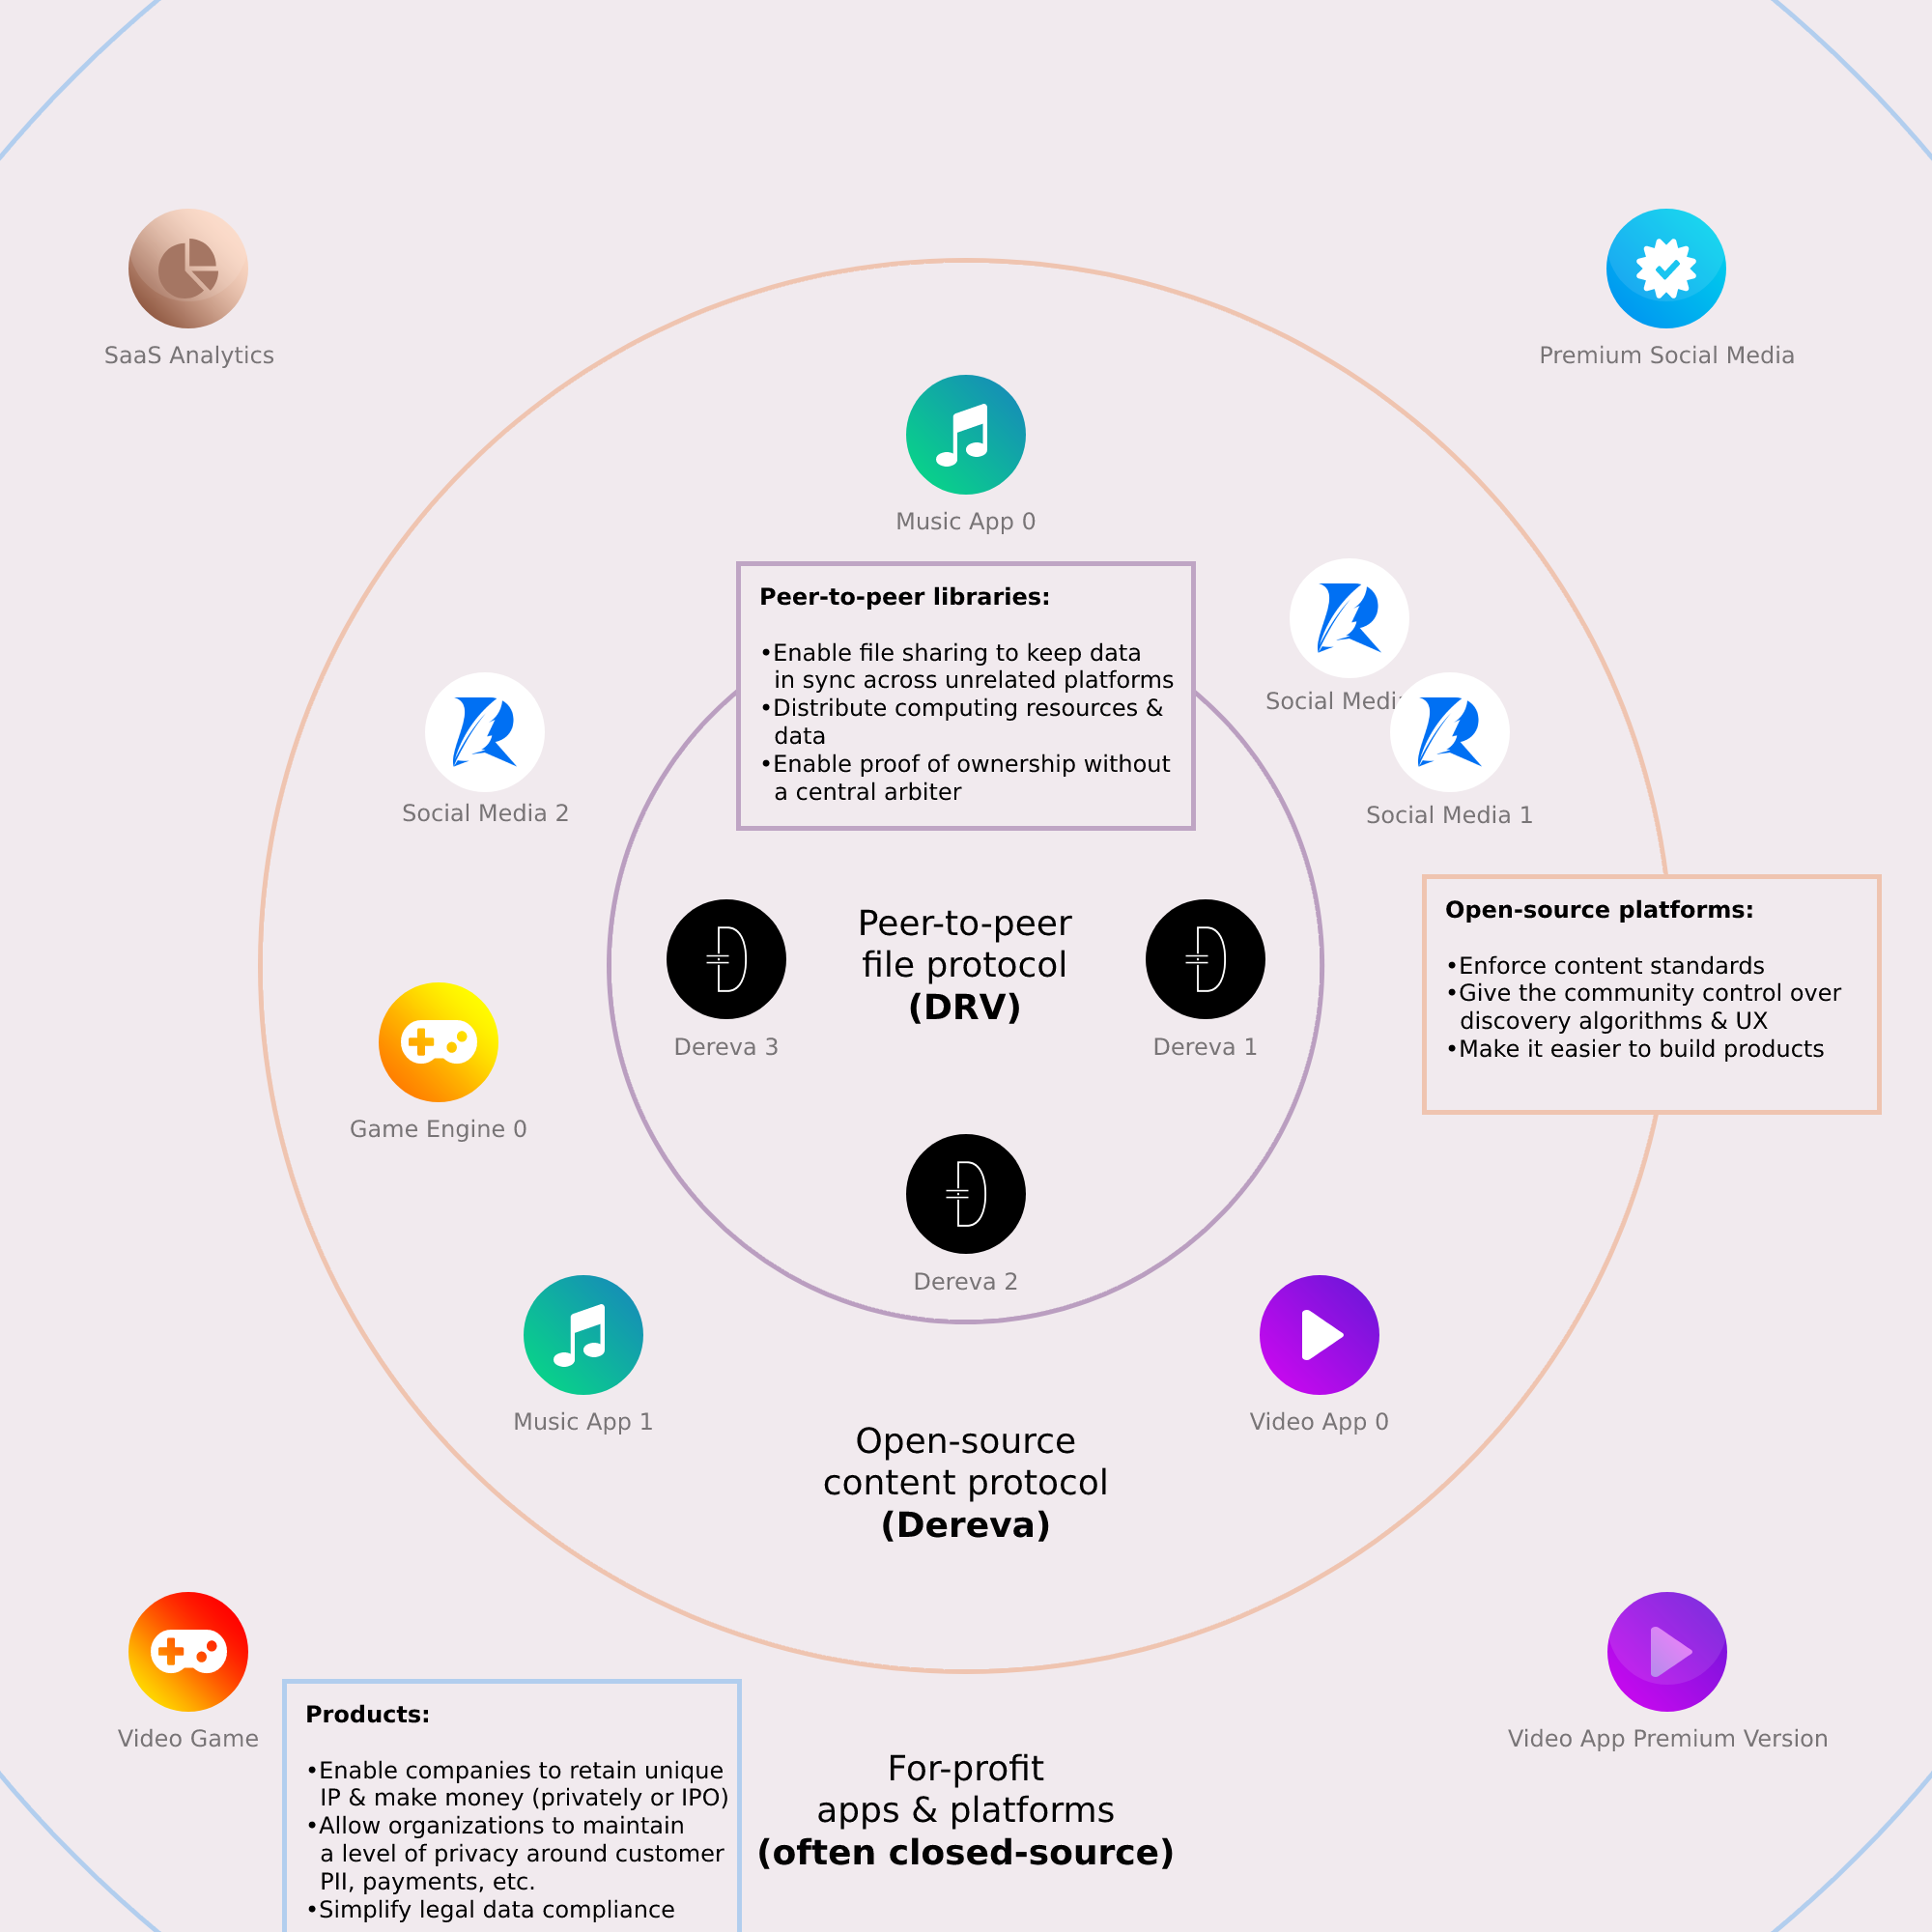 SaaS Analytics
Premium Social Media
Music App 0
Peer-to-peer libraries:
•Enable file sharing to keep data
in sync across unrelated platforms
•Distribute computing resources &
data
•Enable proof of ownership without
a central arbiter
Social Media 2
Social Medi
Social Media 1
Peer-to-peer
file protocol
(DRV)
Dereva 3
Dereva 1
Open-source platforms:
•Enforce content standards
•Give the community control over
discovery algorithms & UX
•Make it easier to build products
Game Engine 0
Dereva 2
Music App 1
Video App 0
Open-source
content protocol
(Dereva)
Video Game
Video App Premium Version
Products:
•Enable companies to retain unique
IP & make money (privately or IPO)
•Allow organizations to maintain
a level of privacy around customer
PII, payments, etc.
•Simplify legal data compliance
For-profit
apps & platforms
(often closed-source)